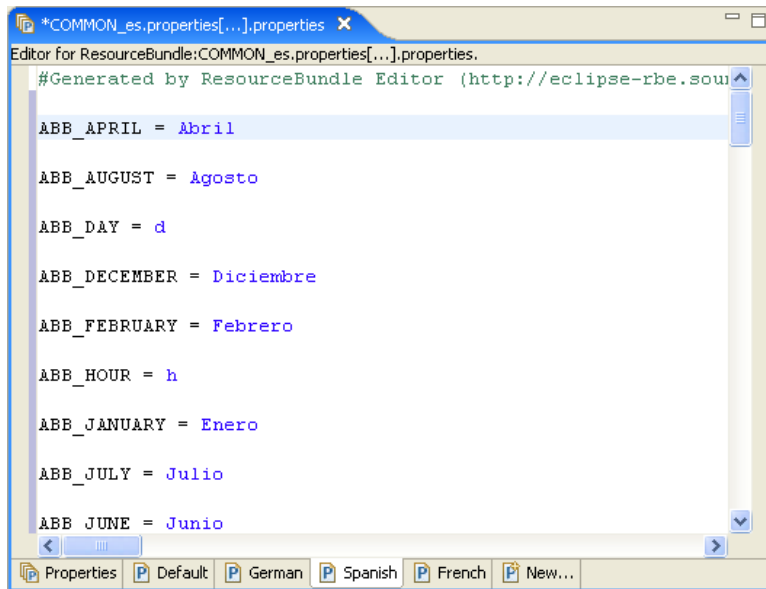 *COMMON_es.properties[...].properties
Editor for ResourceBundle:COMMON_es.properties[...].properties.
#Generated by ResourceBundle Editor (http://eclipse-rbe.sou
ABB_APRIL = Abril
ABB_AUGUST = Agosto
ABB_DAY = d
ABB_DECEMBER = Diciembre
ABB_FEBRUARY = Febrero
ABB_HOUR = h
ABB_JANUARY = Enero
ABB_JULY = Julio
ABB_JUNE = Junio
Properties P Default P German P Spanish P French P New...